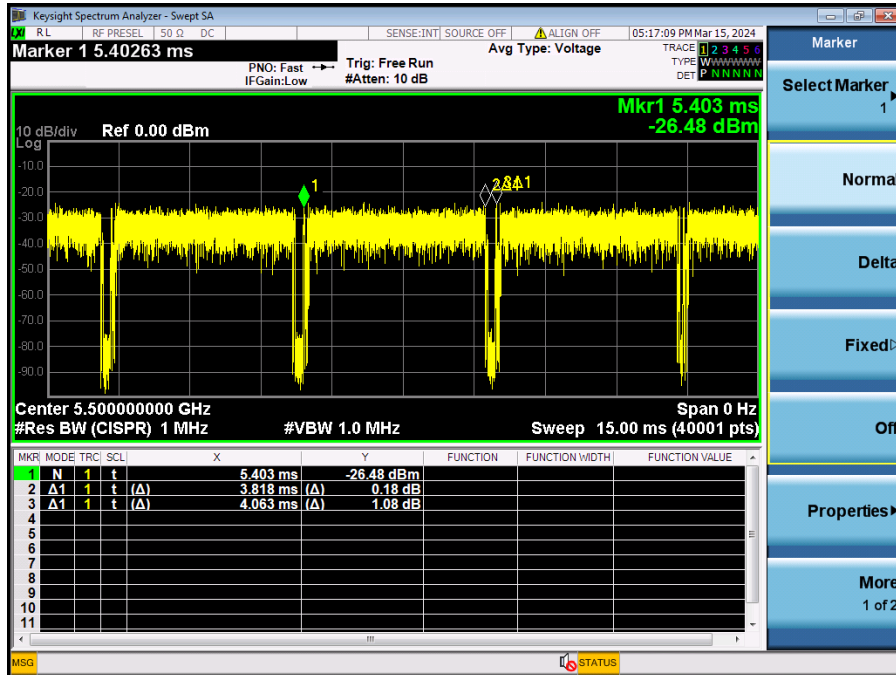 Keysight Spectrum Analyzer - Swept SA
LXI RL RF PRESEL 50 Ω DC SENSE:INT SOURCE OFF ALIGN OFF 05:17:09 PM Mar 15, 2024
Marker 1 5.40263 ms
PNO: Fast
IFGain:Low
Trig: Free Run
#Atten: 10 dB
Avg Type: Voltage
TRACE 1 2 3 4 5 6
TYPE WWWWWW
DET P N N N N N
Mkr1 5.403 ms
-26.48 dBm
10 dB/div Ref 0.00 dBm
Log
-10.0
-20.0
-30.0
-40.0
-50.0
-60.0
-70.0
-80.0
-90.0
1
Center 5.500000000 GHz Span 0 Hz
#Res BW (CISPR) 1 MHz #VBW 1.0 MHz Sweep 15.00 ms (40001 pts)
MKR MODE TRC SCL X Y FUNCTION FUNCTION WIDTH FUNCTION VALUE
1 N 1 t 5.403 ms -26.48 dBm
2 Δ1 1 t (Δ) 3.818 ms (Δ) 0.18 dB
3 Δ1 1 t (Δ) 4.063 ms (Δ) 1.08 dB
4
5
6
7
8
9
10
11
MSG STATUS
Marker
Select Marker
1
Normal
Delta
Fixed
Off
Properties
More
1 of 2